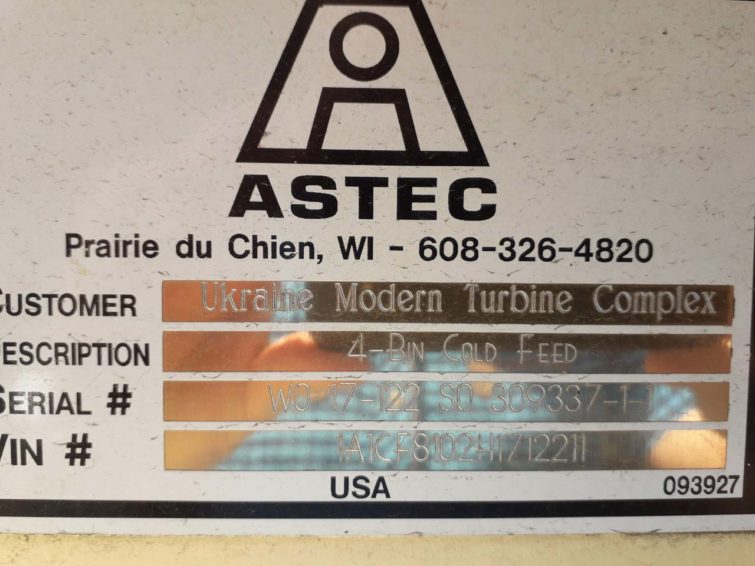 ASTEC
Prairie du Chien, WI - 608-326-4820
CUSTOMER Ukraine Modern Turbine Complex
DESCRIPTION 4-BIN COLD FEED
SERIAL # WO 17-122 SO 309337-1-1
VIN # 1A1CF8102H1712211
USA 093927